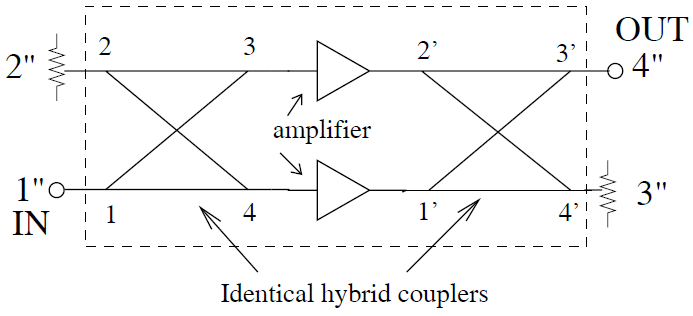 OUT
2" 2 3 2' 3' 4"
amplifier
1" 3"
IN 1 4 1' 4'
Identical hybrid couplers